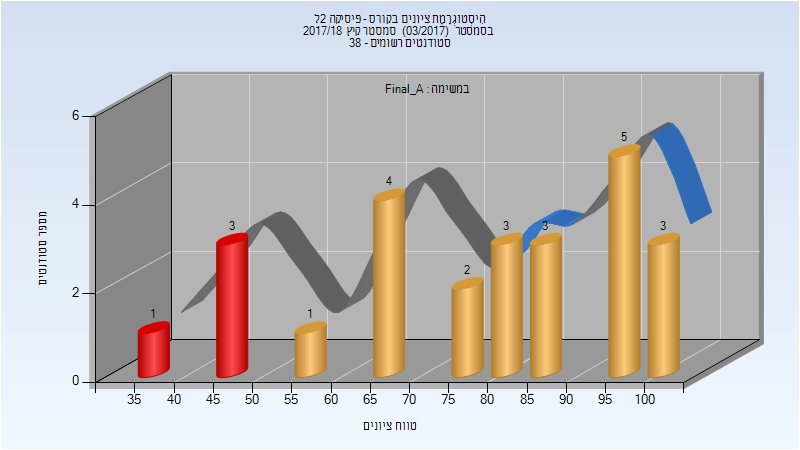 היסטוגרמת ציונים בקורס - פיסיקה 2ל
בסמסטר (03/2017) סמסטר קיץ 2017/18
סטודנטים רשומים - 38
במשימה : Final_A
מספר סטודנטים
6
4
2
0
1
3
1
4
2
3
3
5
3
35 40 45 50 55 60 65 70 75 80 85 90 95 100
טווח ציונים